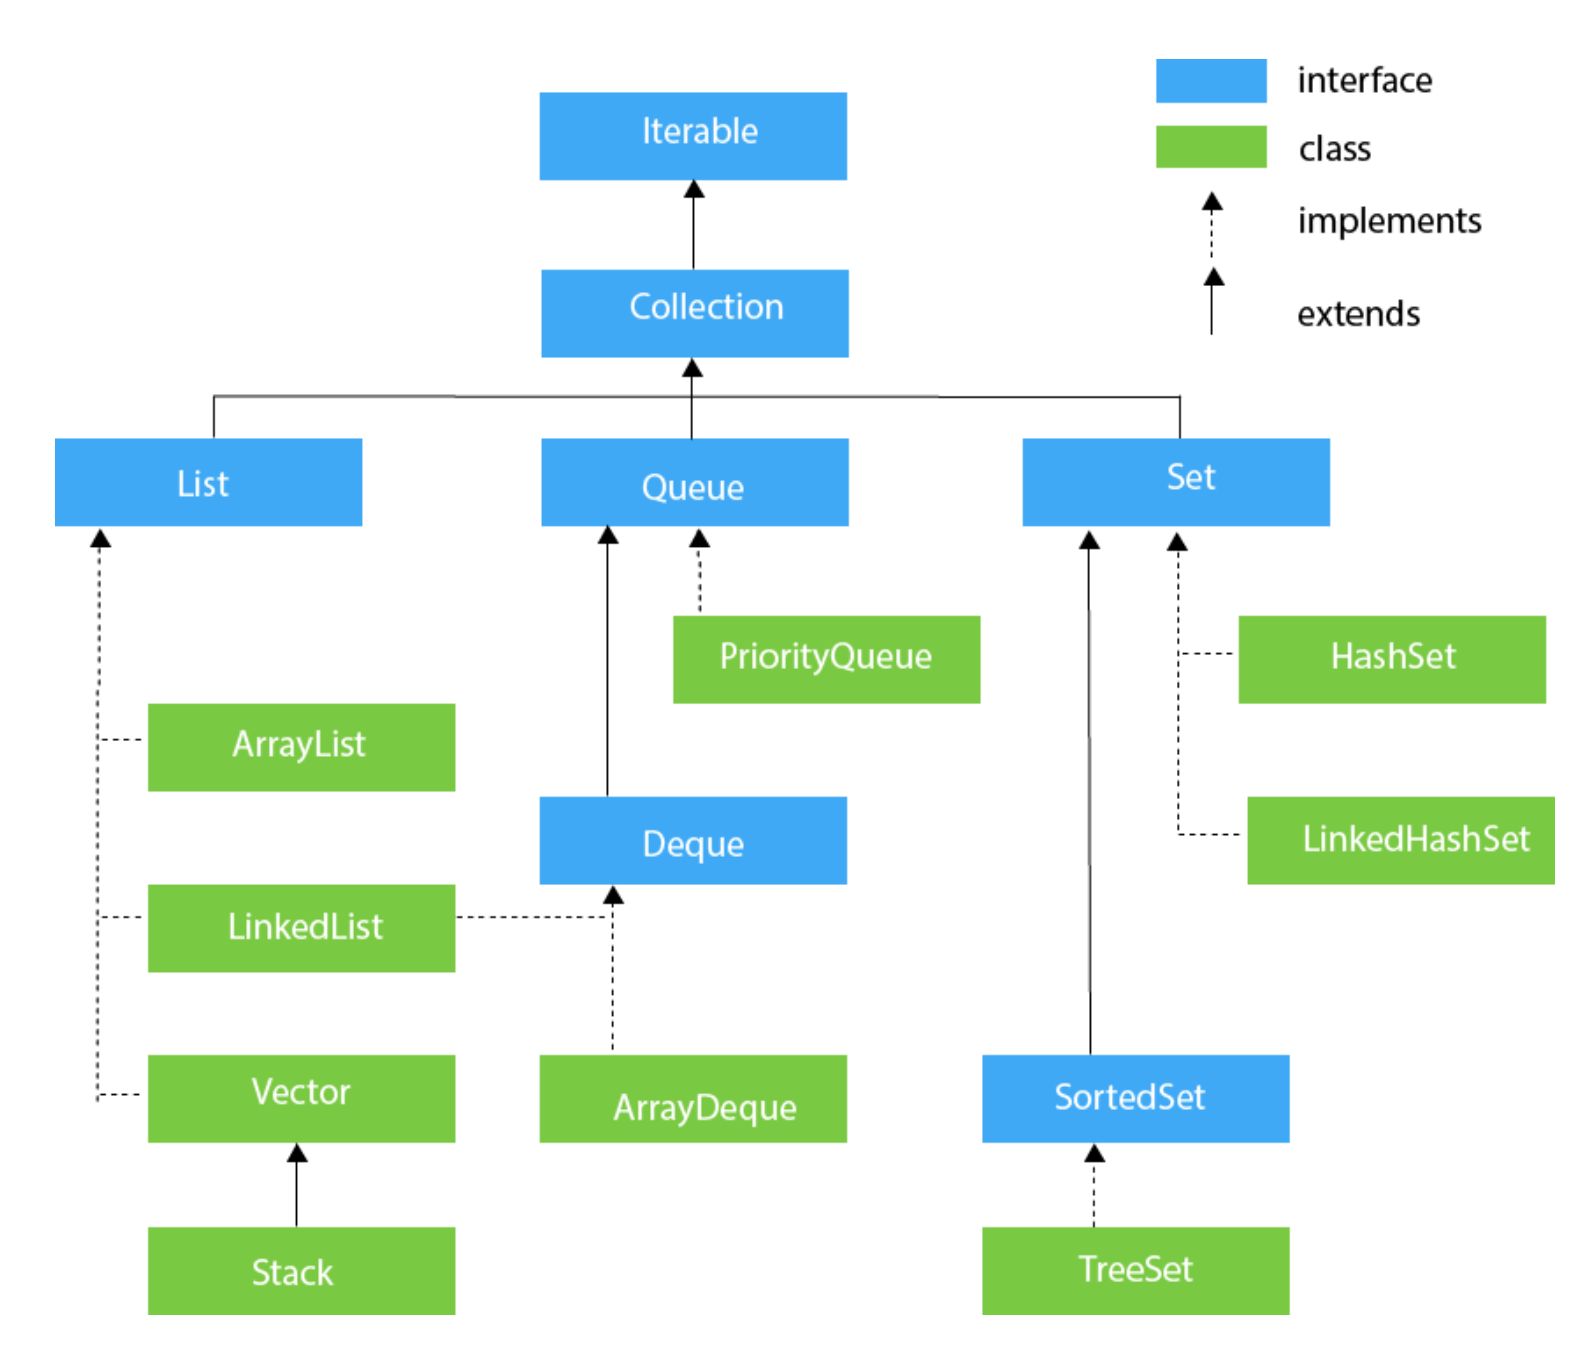 interface
Iterable
class
implements
Collection
extends
List
Queue
Set
PriorityQueue
HashSet
ArrayList
Deque
LinkedHashSet
LinkedList
Vector
ArrayDeque
SortedSet
Stack
TreeSet